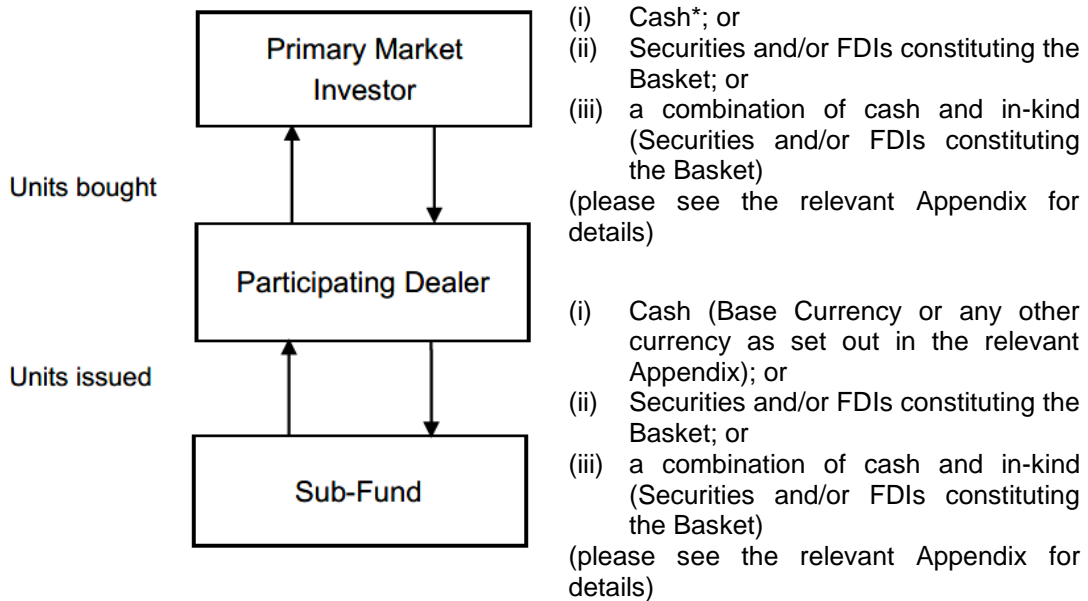 Primary Market
Investor
(i) Cash*; or
(ii) Securities and/or FDIs constituting the
Basket; or
(iii) a combination of cash and in-kind
(Securities and/or FDIs constituting
the Basket)
(please see the relevant Appendix for
details)
Units bought
Participating Dealer
(i) Cash (Base Currency or any other
currency as set out in the relevant
Appendix); or
(ii) Securities and/or FDIs constituting the
Basket; or
(iii) a combination of cash and in-kind
(Securities and/or FDIs constituting
the Basket)
(please see the relevant Appendix for
details)
Units issued
Sub-Fund